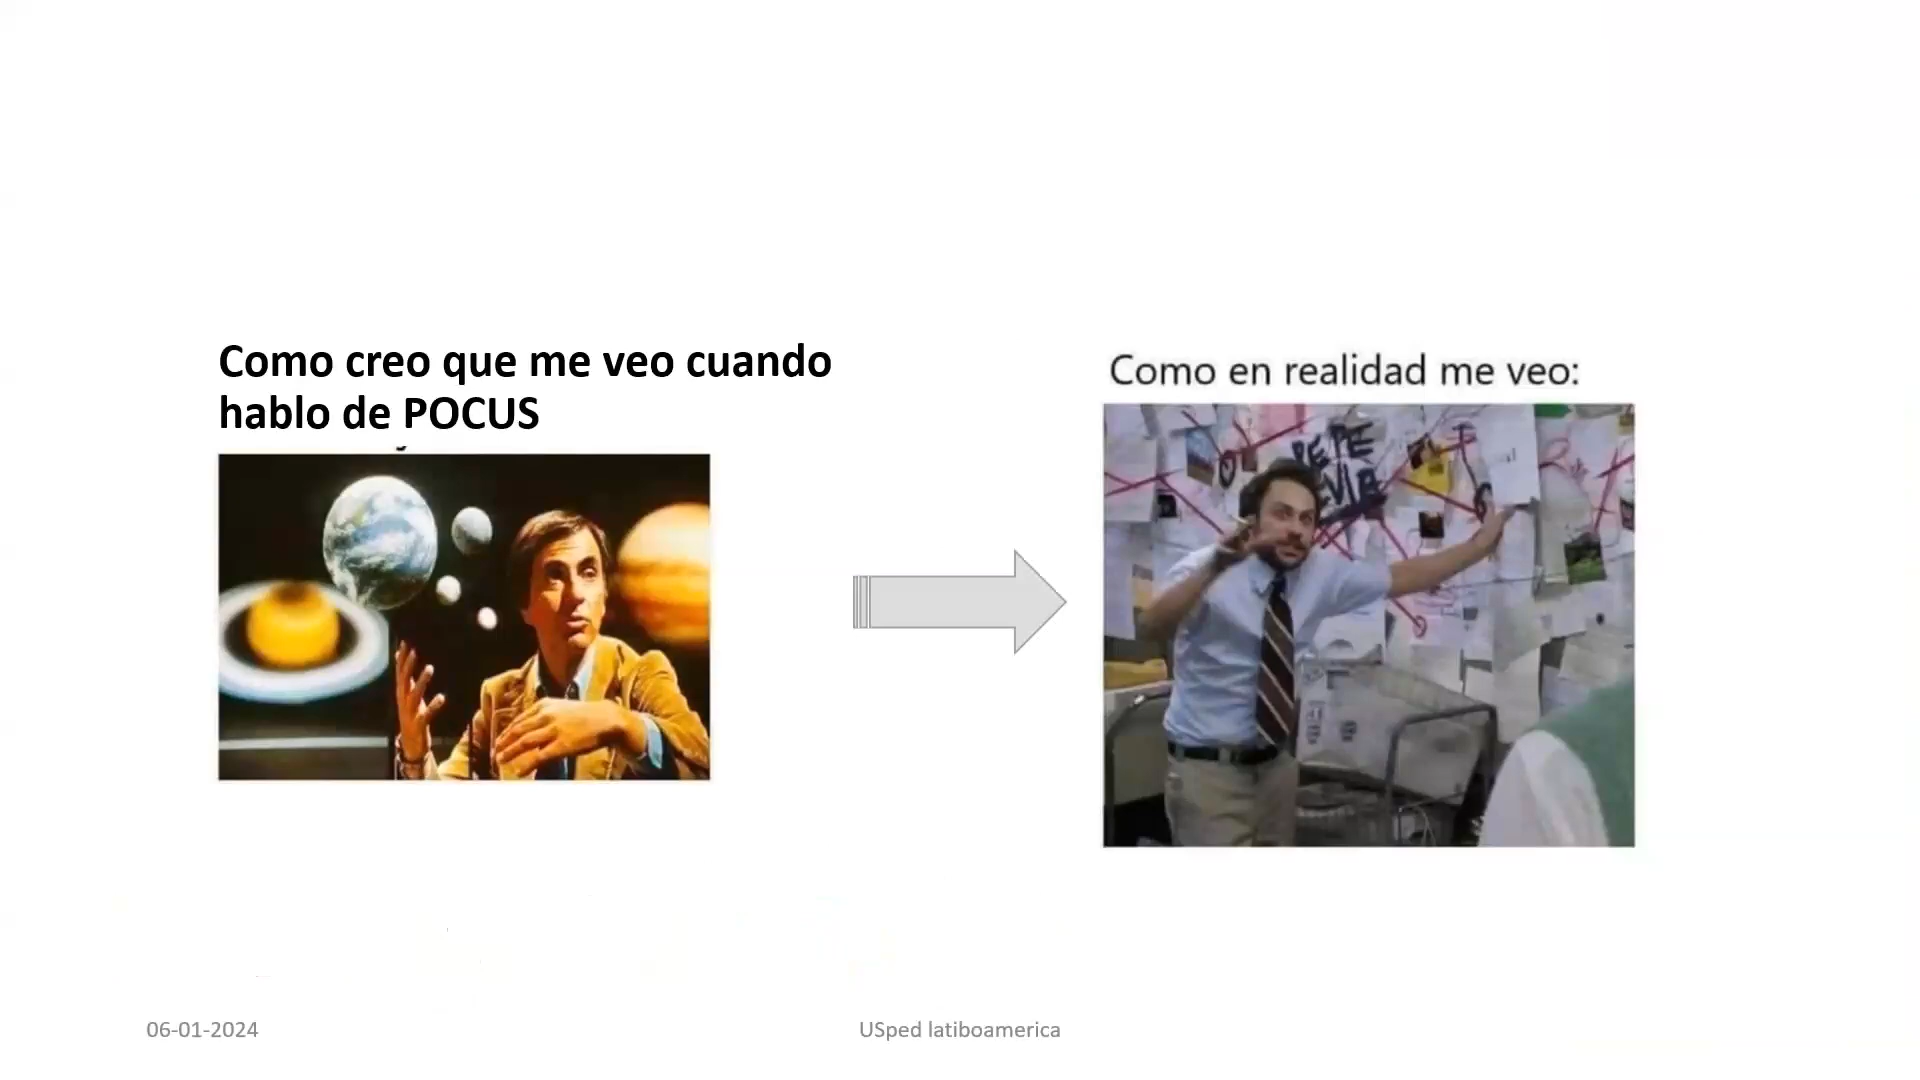 Como creo que me veo cuando
hablo de POCUS
Como en realidad me veo:
06-01-2024
USped latiboamerica